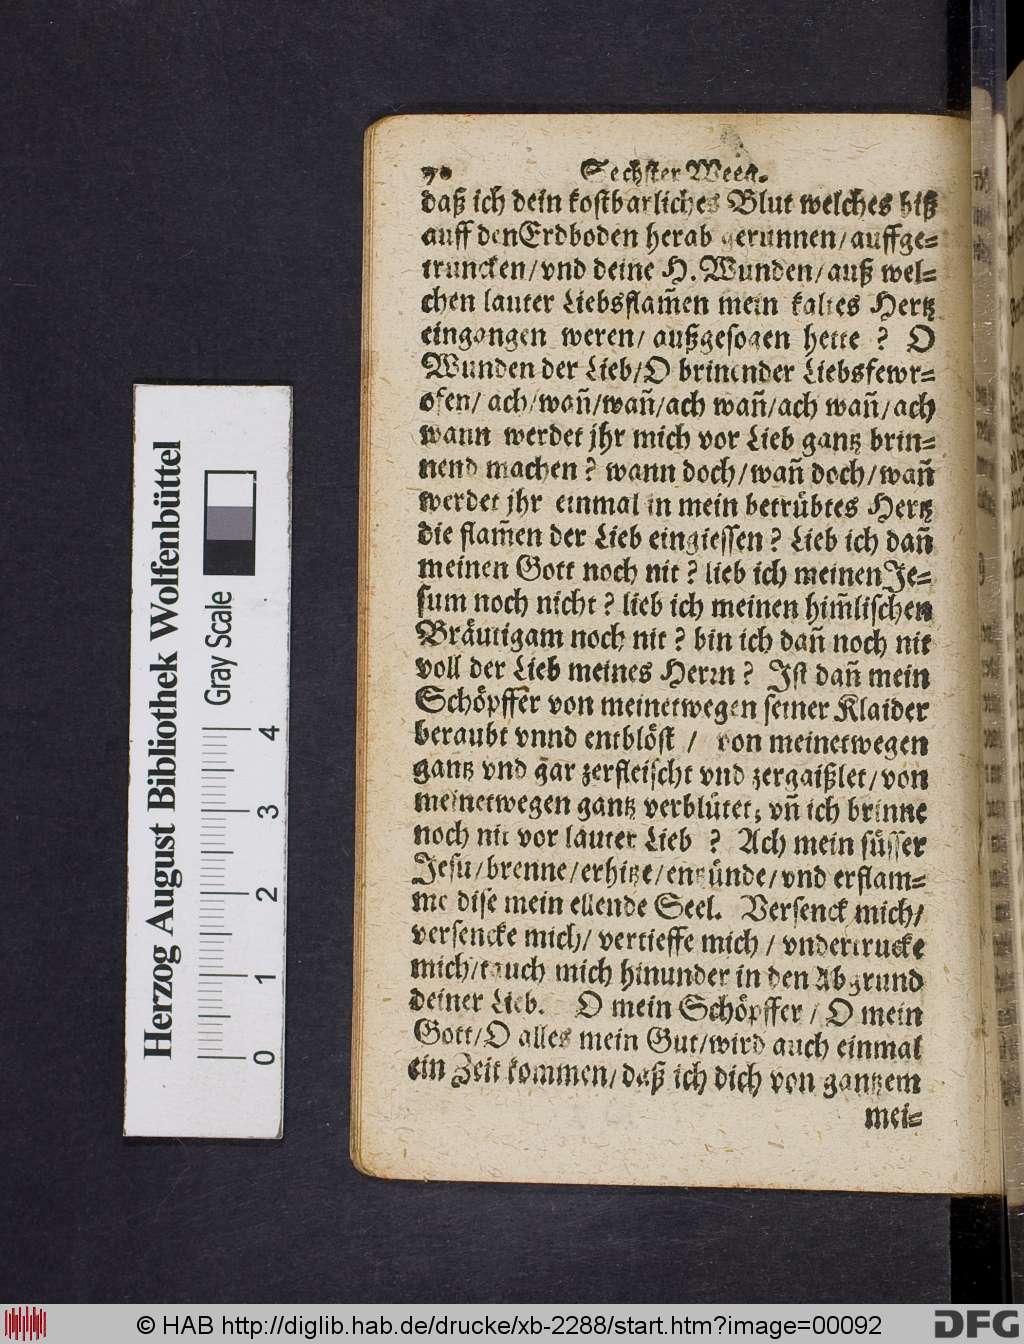 70 Sechster Week.
daß ich dein kostbarliches Blut welches biß
auff den Erdboden herab gerunnen/ auffge=
truncken/ vnd deine H. Wunden/ auß wel=
chen lauter Liebsflam̃en mein kaltes Hertz
eingangen weren/ außgesogen hette? O
Wunden der Lieb/ O brinender Liebsfewr=
ofen/ ach/ wañ/ wañ/ ach wañ/ ach wañ/ ach
wann werdet jhr mich vor Lieb gantz brin=
nend machen? wann doch/ wañ doch/ wañ
werdet jhr einmal in mein betrübtes Hertz
die flam̃en der Lieb eingiessen? Lieb ich dañ
meinen Gott noch nit? lieb ich meinen Je=
sum noch nicht? lieb ich meinen him̃lischen
Bräutigam noch nit? bin ich dañ noch nit
voll der Lieb meines Herrn? Ist dañ mein
Schöpffer von meinetwegen seiner Klaider
beraubt vnnd entblöst/ von meinetwegen
gantz vnd gar zerfleischt vnd zergaißlet/ von
meinetwegen gantz verblütet; vñ ich brinne
noch nit vor lauter Lieb? Ach mein süsser
Jesu/ brenne/ erhitze/ entzünde/ vnd erflam=
me dise mein ellende Seel. Versenck mich/
versencke mich/ vertieffe mich/ vndertrucke
mich/ tauch mich hinunder in den Abgrund
deiner Lieb. O mein Schöpffer/ O mein
Gott/ O alles mein Gut/ wird auch einmal
ein Zeit kommen/ daß ich dich von gantzem
mei=
Herzog August Bibliothek Wolfenbüttel
Gray Scale
0 1 2 3 4
© HAB http://diglib.hab.de/drucke/xb-2288/start.htm?image=00092
DFG